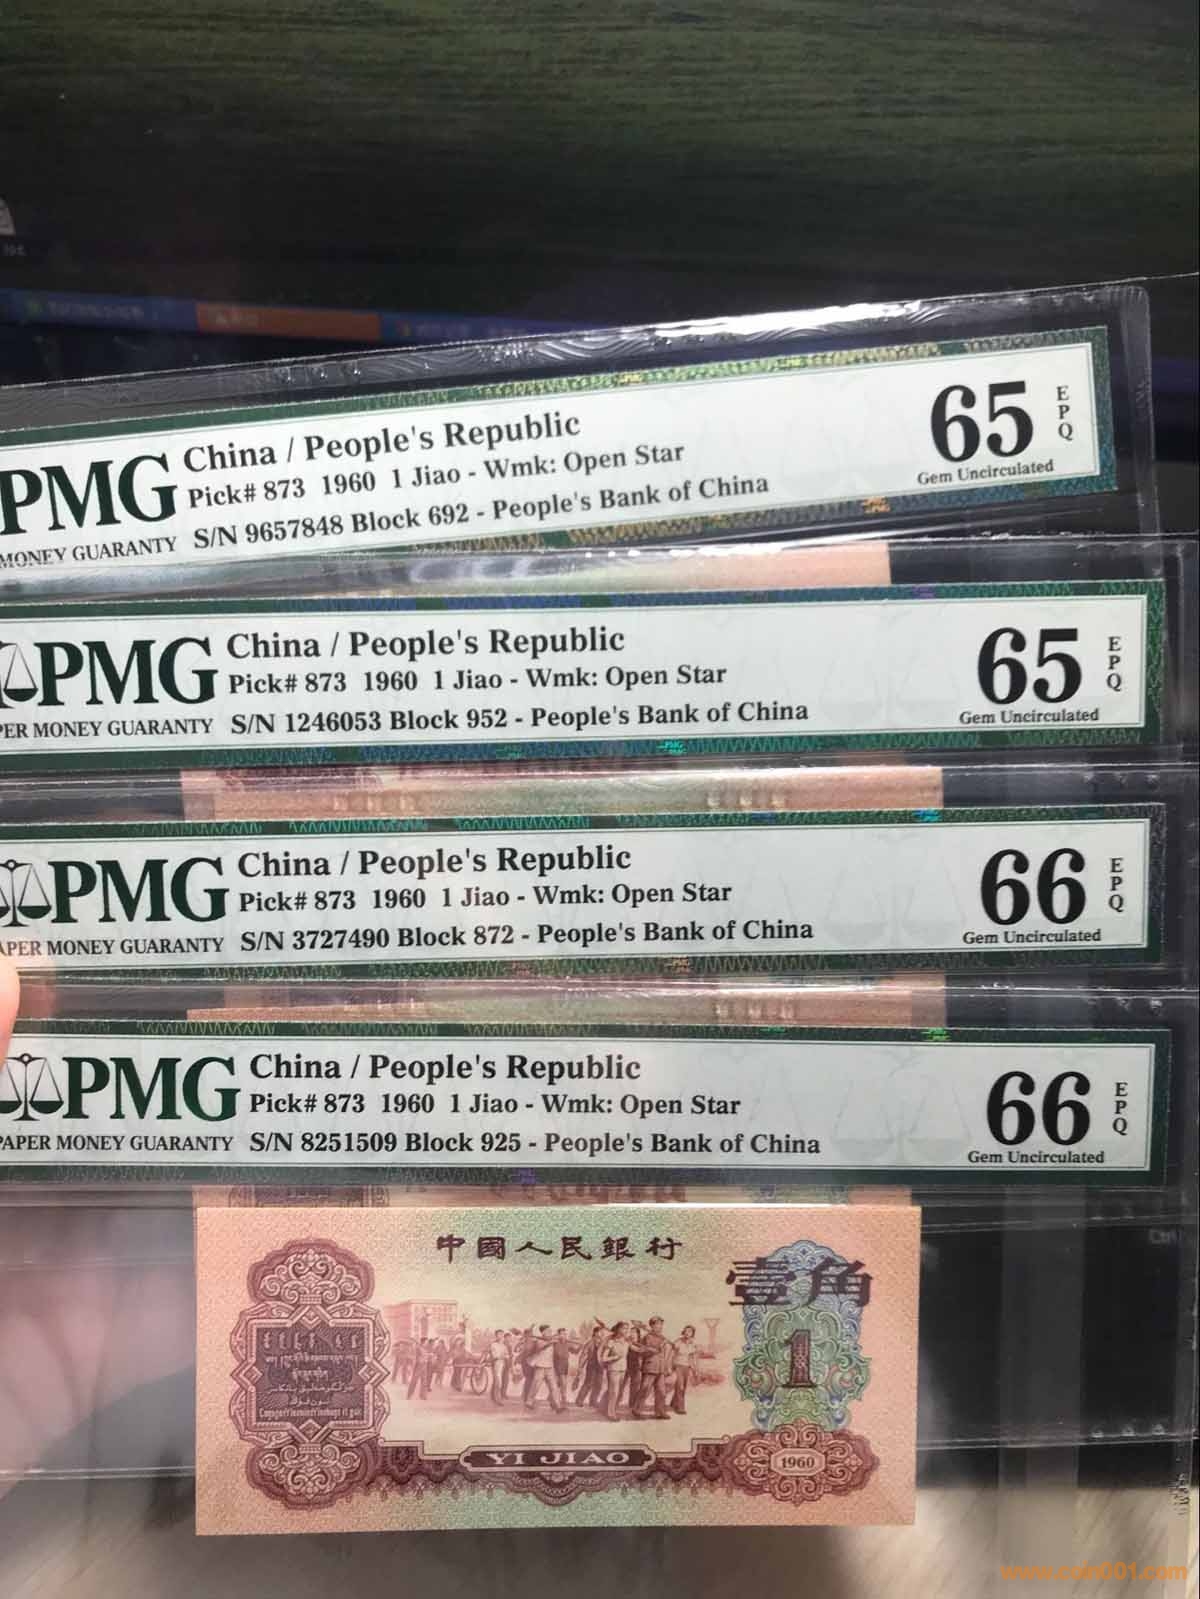 PMG
MONEY GUARANTY
China / People's Republic
Pick# 873 1960 1 Jiao - Wmk: Open Star
S/N 9657848 Block 692 - People's Bank of China
65
EPQ
Gem Uncirculated
PMG
PER MONEY GUARANTY
China / People's Republic
Pick# 873 1960 1 Jiao - Wmk: Open Star
S/N 1246053 Block 952 - People's Bank of China
65
EPQ
Gem Uncirculated
PMG
APER MONEY GUARANTY
China / People's Republic
Pick# 873 1960 1 Jiao - Wmk: Open Star
S/N 3727490 Block 872 - People's Bank of China
66
EPQ
Gem Uncirculated
PMG
PAPER MONEY GUARANTY
China / People's Republic
Pick# 873 1960 1 Jiao - Wmk: Open Star
S/N 8251509 Block 925 - People's Bank of China
66
EPQ
Gem Uncirculated
中國人民銀行
壹角
1
YI JIAO
1960
www.coin001.com